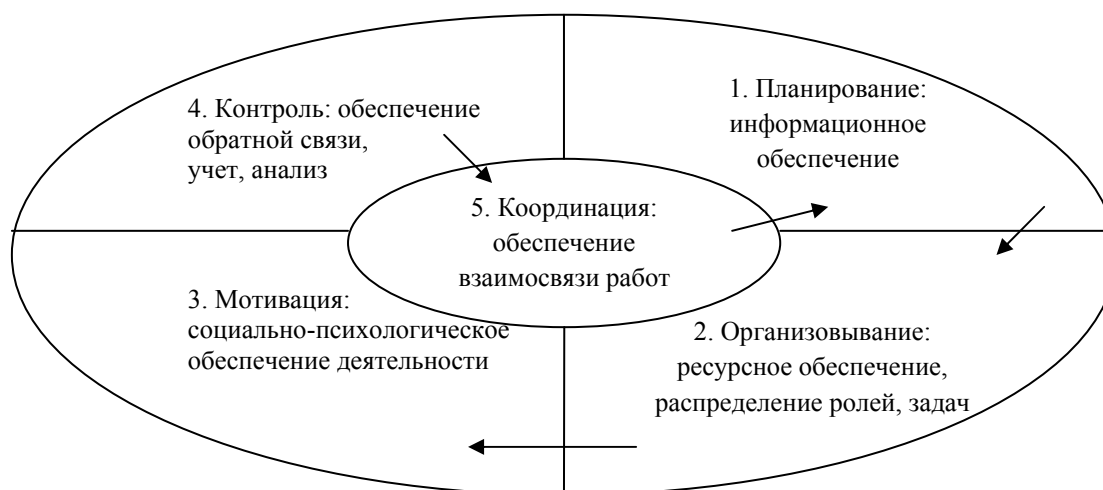 1. Планирование:
информационное
обеспечение
2. Организовывание:
ресурсное обеспечение,
распределение ролей, задач
3. Мотивация:
социально-психологическое
обеспечение деятельности
4. Контроль: обеспечение
обратной связи,
учет, анализ
5. Координация:
обеспечение
взаимосвязи работ